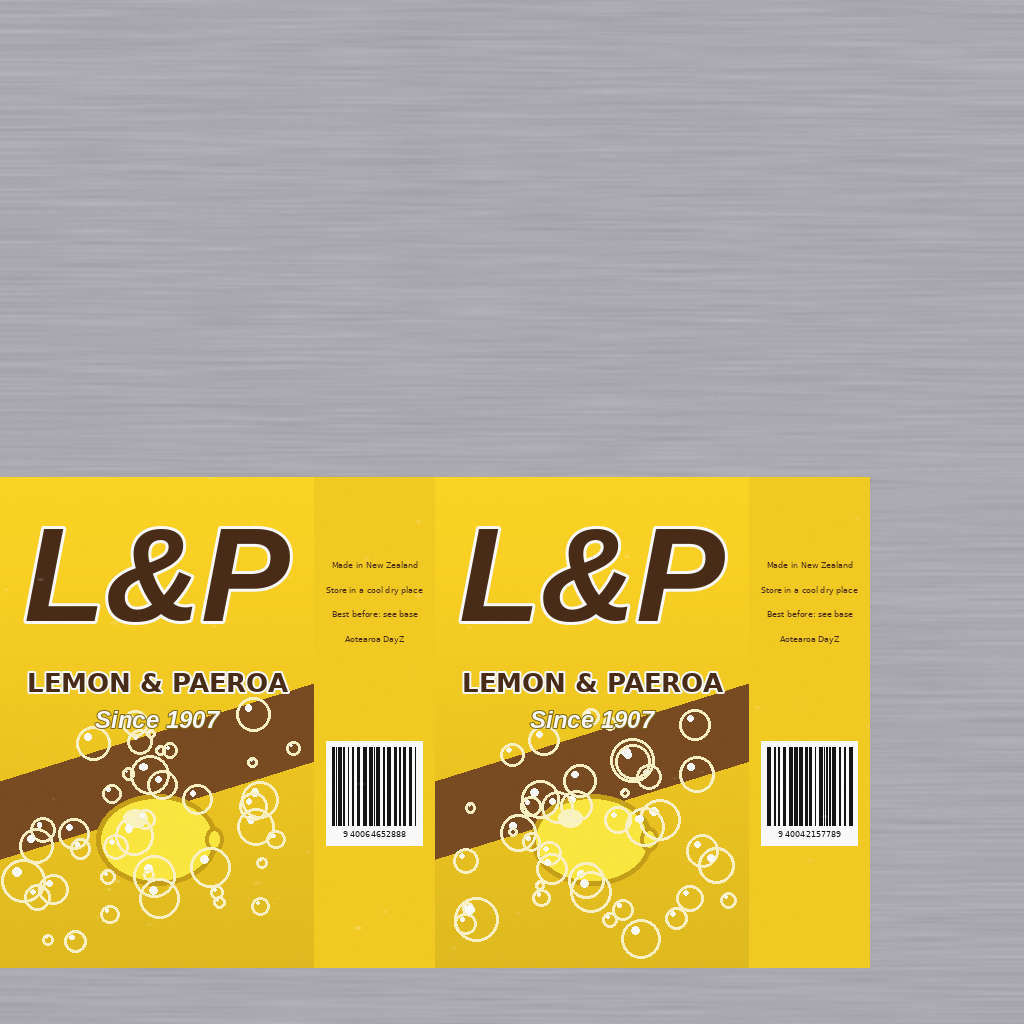 L&P
LEMON & PAEROA
Since 1907
Made in New Zealand
Store in a cool dry place
Best before: see base
Aotearoa DayZ
9 40064652888
L&P
LEMON & PAEROA
Since 1907
Made in New Zealand
Store in a cool dry place
Best before: see base
Aotearoa DayZ
9 40042157789